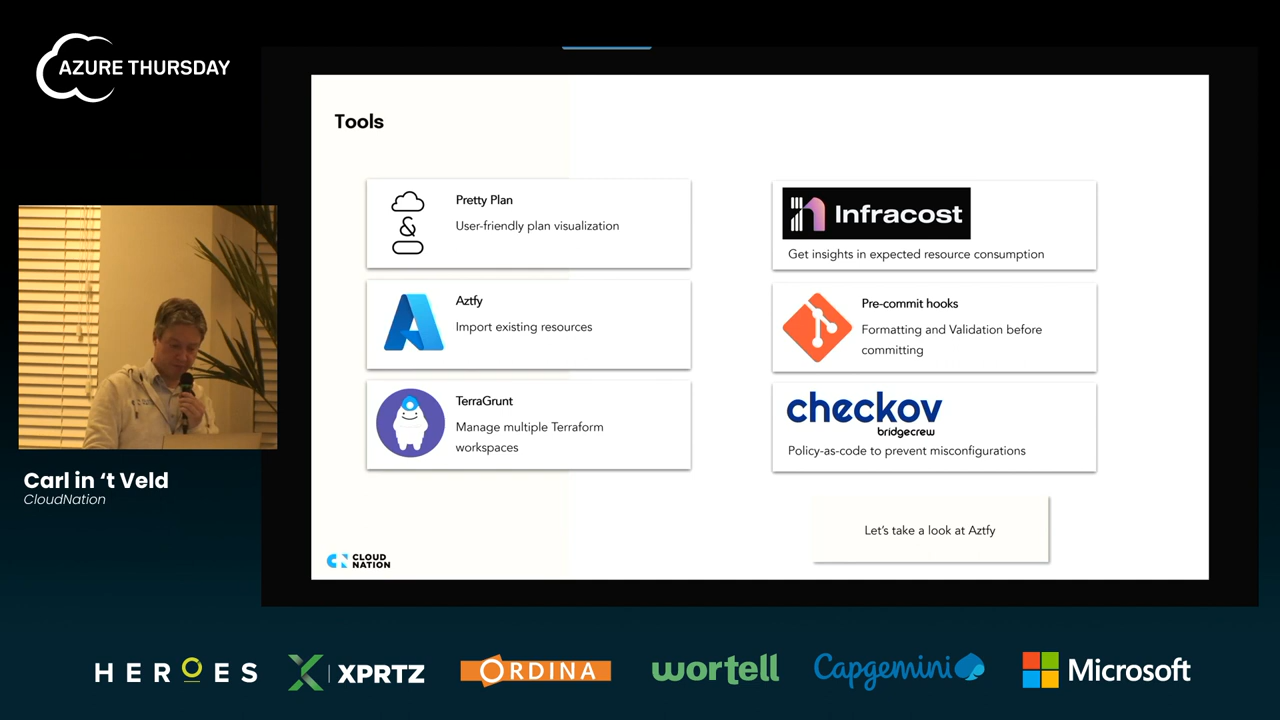 AZURE THURSDAY
Tools
Pretty Plan
User-friendly plan visualization
&
Aztfy
Import existing resources
TerraGrunt
Manage multiple Terraform
workspaces
Infracost
Get insights in expected resource consumption
Pre-commit hooks
Formatting and Validation before
committing
checkov
bridgecrew
Policy-as-code to prevent misconfigurations
Let's take a look at Aztfy
CN CLOUD
NATION
Carl in ‘t Veld
CloudNation
HEROES
XPRTZ
ORDINA
wortell
Capgemini
Microsoft